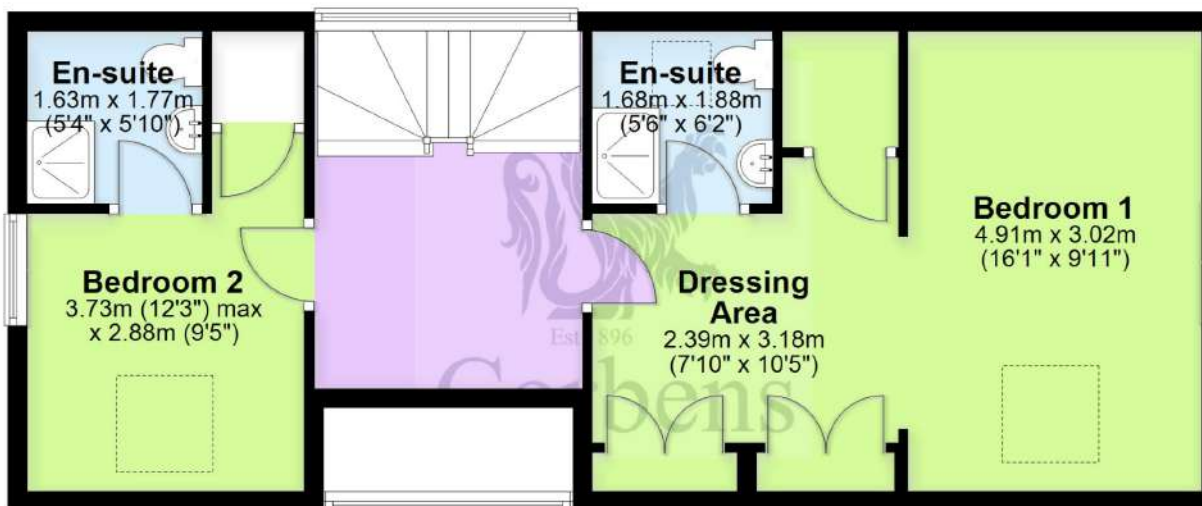 En-suite
1.63m x 1.77m
(5'4" x 5'10")
En-suite
1.68m x 1.88m
(5'6" x 6'2")
Bedroom 1
4.91m x 3.02m
(16'1" x 9'11")
Bedroom 2
3.73m (12'3") max
x 2.88m (9'5")
Dressing
Area
2.39m x 3.18m
(7'10" x 10'5")
Est 1896
Corbens